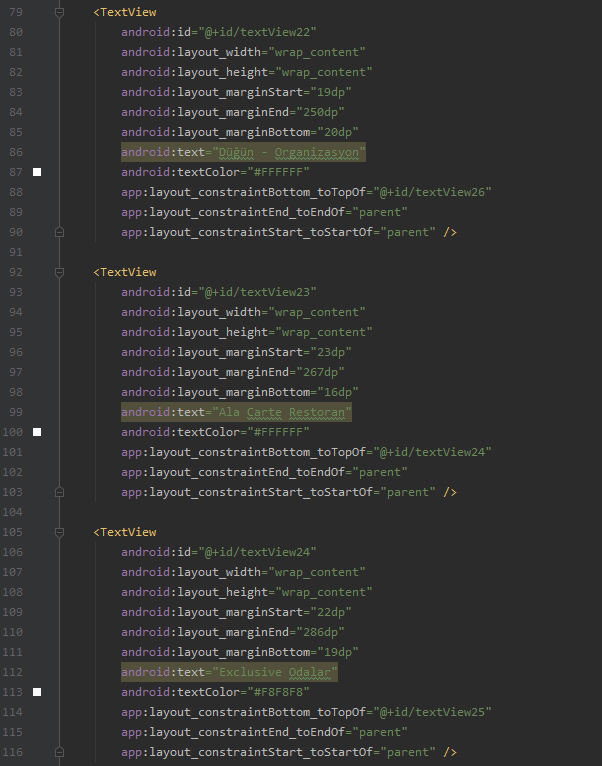 79 <TextView
80 android:id="@+id/textView22"
81 android:layout_width="wrap_content"
82 android:layout_height="wrap_content"
83 android:layout_marginStart="19dp"
84 android:layout_marginEnd="250dp"
85 android:layout_marginBottom="20dp"
86 android:text="Düğün - Organizasyon"
87 android:textColor="#FFFFFF"
88 app:layout_constraintBottom_toTopOf="@+id/textView26"
89 app:layout_constraintEnd_toEndOf="parent"
90 app:layout_constraintStart_toStartOf="parent" />
91
92 <TextView
93 android:id="@+id/textView23"
94 android:layout_width="wrap_content"
95 android:layout_height="wrap_content"
96 android:layout_marginStart="23dp"
97 android:layout_marginEnd="267dp"
98 android:layout_marginBottom="16dp"
99 android:text="Ala Carte Restoran"
100 android:textColor="#FFFFFF"
101 app:layout_constraintBottom_toTopOf="@+id/textView24"
102 app:layout_constraintEnd_toEndOf="parent"
103 app:layout_constraintStart_toStartOf="parent" />
104
105 <TextView
106 android:id="@+id/textView24"
107 android:layout_width="wrap_content"
108 android:layout_height="wrap_content"
109 android:layout_marginStart="22dp"
110 android:layout_marginEnd="286dp"
111 android:layout_marginBottom="19dp"
112 android:text="Exclusive Odalar"
113 android:textColor="#F8F8F8"
114 app:layout_constraintBottom_toTopOf="@+id/textView25"
115 app:layout_constraintEnd_toEndOf="parent"
116 app:layout_constraintStart_toStartOf="parent" />